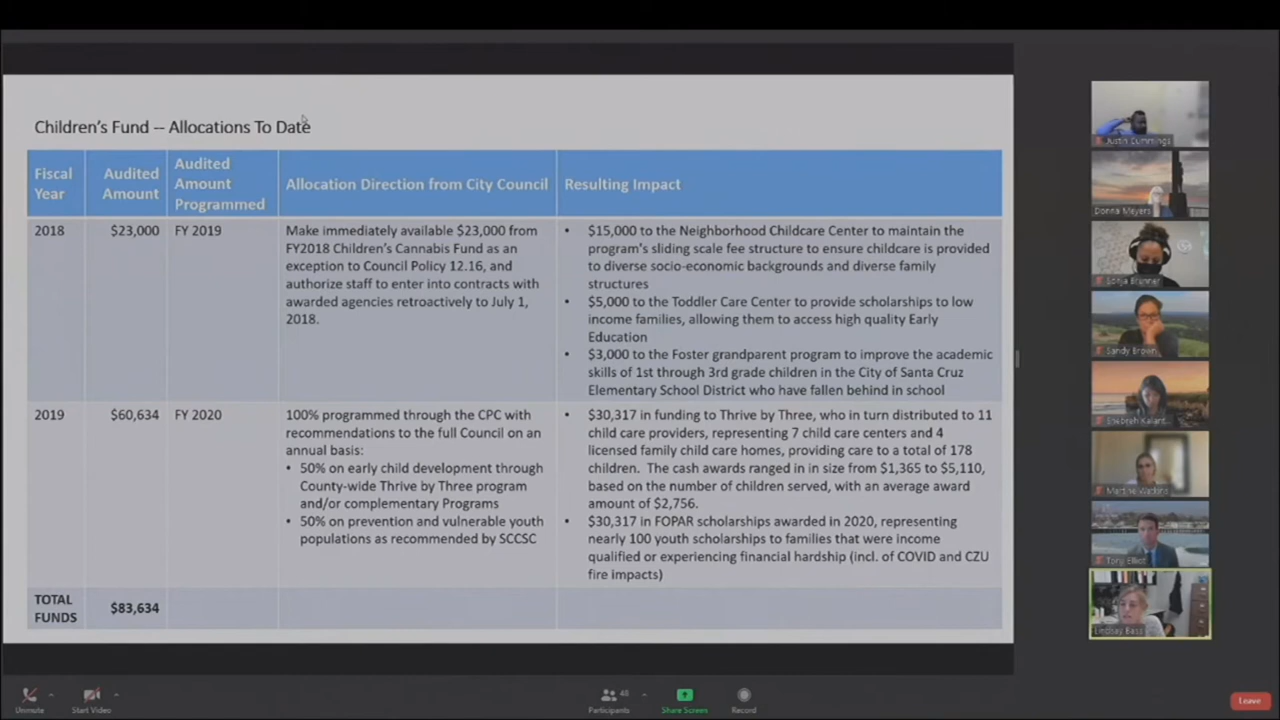 Children's Fund -- Allocations To Date
Fiscal
Year
Audited
Amount
Audited
Amount
Programmed
Allocation Direction from City Council
Resulting Impact
2018
$23,000
FY 2019
Make immediately available $23,000 from
FY2018 Children's Cannabis Fund as an
exception to Council Policy 12.16, and
authorize staff to enter into contracts with
awarded agencies retroactively to July 1,
2018.
• $15,000 to the Neighborhood Childcare Center to maintain the
program's sliding scale fee structure to ensure childcare is provided
to diverse socio-economic backgrounds and diverse family
structures
• $5,000 to the Toddler Care Center to provide scholarships to low
income families, allowing them to access high quality Early
Education
• $3,000 to the Foster grandparent program to improve the academic
skills of 1st through 3rd grade children in the City of Santa Cruz
Elementary School District who have fallen behind in school
2019
$60,634
FY 2020
100% programmed through the CPC with
recommendations to the full Council on an
annual basis:
• 50% on early child development through
County-wide Thrive by Three program
and/or complementary Programs
• 50% on prevention and vulnerable youth
populations as recommended by SCCSC
• $30,317 in funding to Thrive by Three, who in turn distributed to 11
child care providers, representing 7 child care centers and 4
licensed family child care homes, providing care to a total of 178
children. The cash awards ranged in in size from $1,365 to $5,110,
based on the number of children served, with an average award
amount of $2,756.
• $30,317 in FOPAR scholarships awarded in 2020, representing
nearly 100 youth scholarships to families that were income
qualified or experiencing financial hardship (incl. of COVID and CZU
fire impacts)
TOTAL
FUNDS
$83,634
Justin Cummings
Donna Meyers
Sonja Brunner
Sandy Brown
Martine Watkins
Tony Elliot
Lindsay Bass
Unmute
Start Video
Participants
48
Share Screen
Record
Leave